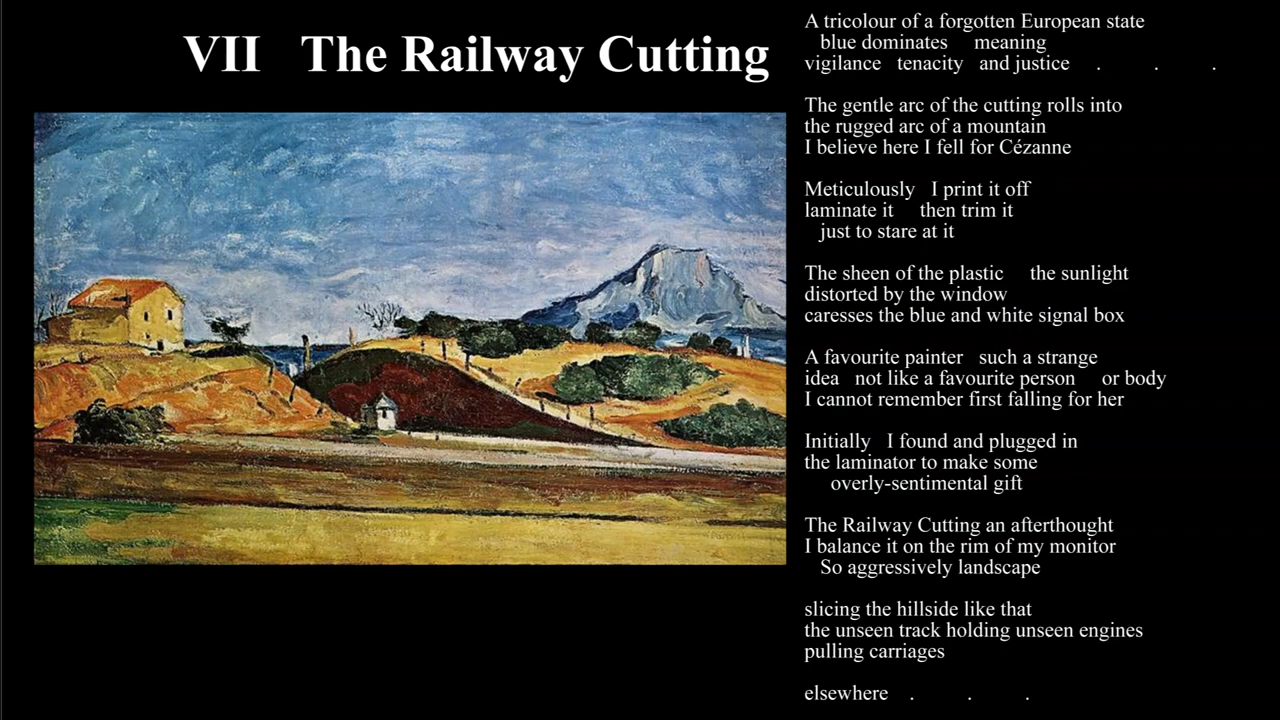 VII The Railway Cutting
A tricolour of a forgotten European state
blue dominates meaning
vigilance tenacity and justice . . .
The gentle arc of the cutting rolls into
the rugged arc of a mountain
I believe here I fell for Cézanne
Meticulously I print it off
laminate it then trim it
just to stare at it
The sheen of the plastic the sunlight
distorted by the window
caresses the blue and white signal box
A favourite painter such a strange
idea not like a favourite person or body
I cannot remember first falling for her
Initially I found and plugged in
the laminator to make some
overly-sentimental gift
The Railway Cutting an afterthought
I balance it on the rim of my monitor
So aggressively landscape
slicing the hillside like that
the unseen track holding unseen engines
pulling carriages
elsewhere . . .